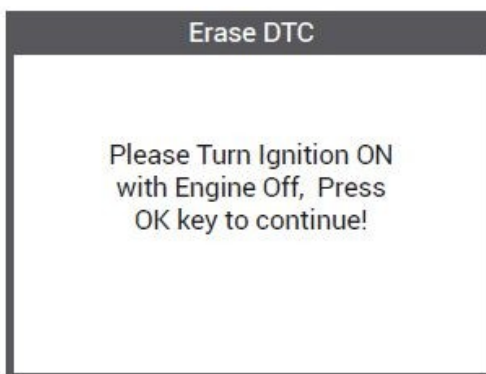 Erase DTC
Please Turn Ignition ON
with Engine Off, Press
OK key to continue!